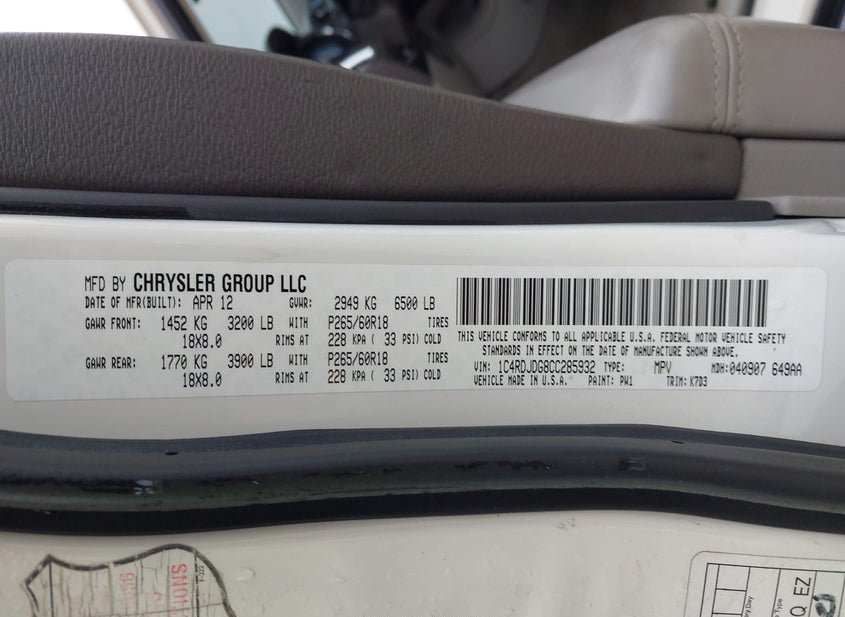 MFD BY CHRYSLER GROUP LLC
DATE OF MFR(BUILT): APR 12 GVWR: 2949 KG 6500 LB
GAWR FRONT: 1452 KG 3200 LB WITH P265/60R18 TIRES
18X8.0 RIMS AT 228 KPA ( 33 PSI) COLD
GAWR REAR: 1770 KG 3900 LB WITH P265/60R18 TIRES
18X8.0 RIMS AT 228 KPA ( 33 PSI) COLD
THIS VEHICLE CONFORMS TO ALL APPLICABLE U.S.A. FEDERAL MOTOR VEHICLE SAFETY
STANDARDS IN EFFECT ON THE DATE OF MANUFACTURE SHOWN ABOVE.
VIN: 1C4RDJDG8CC285932 TYPE: MPV MDH: 040907 649AA
VEHICLE MADE IN U.S.A. PAINT: PW1 TRIM: K7D3
Q EZ